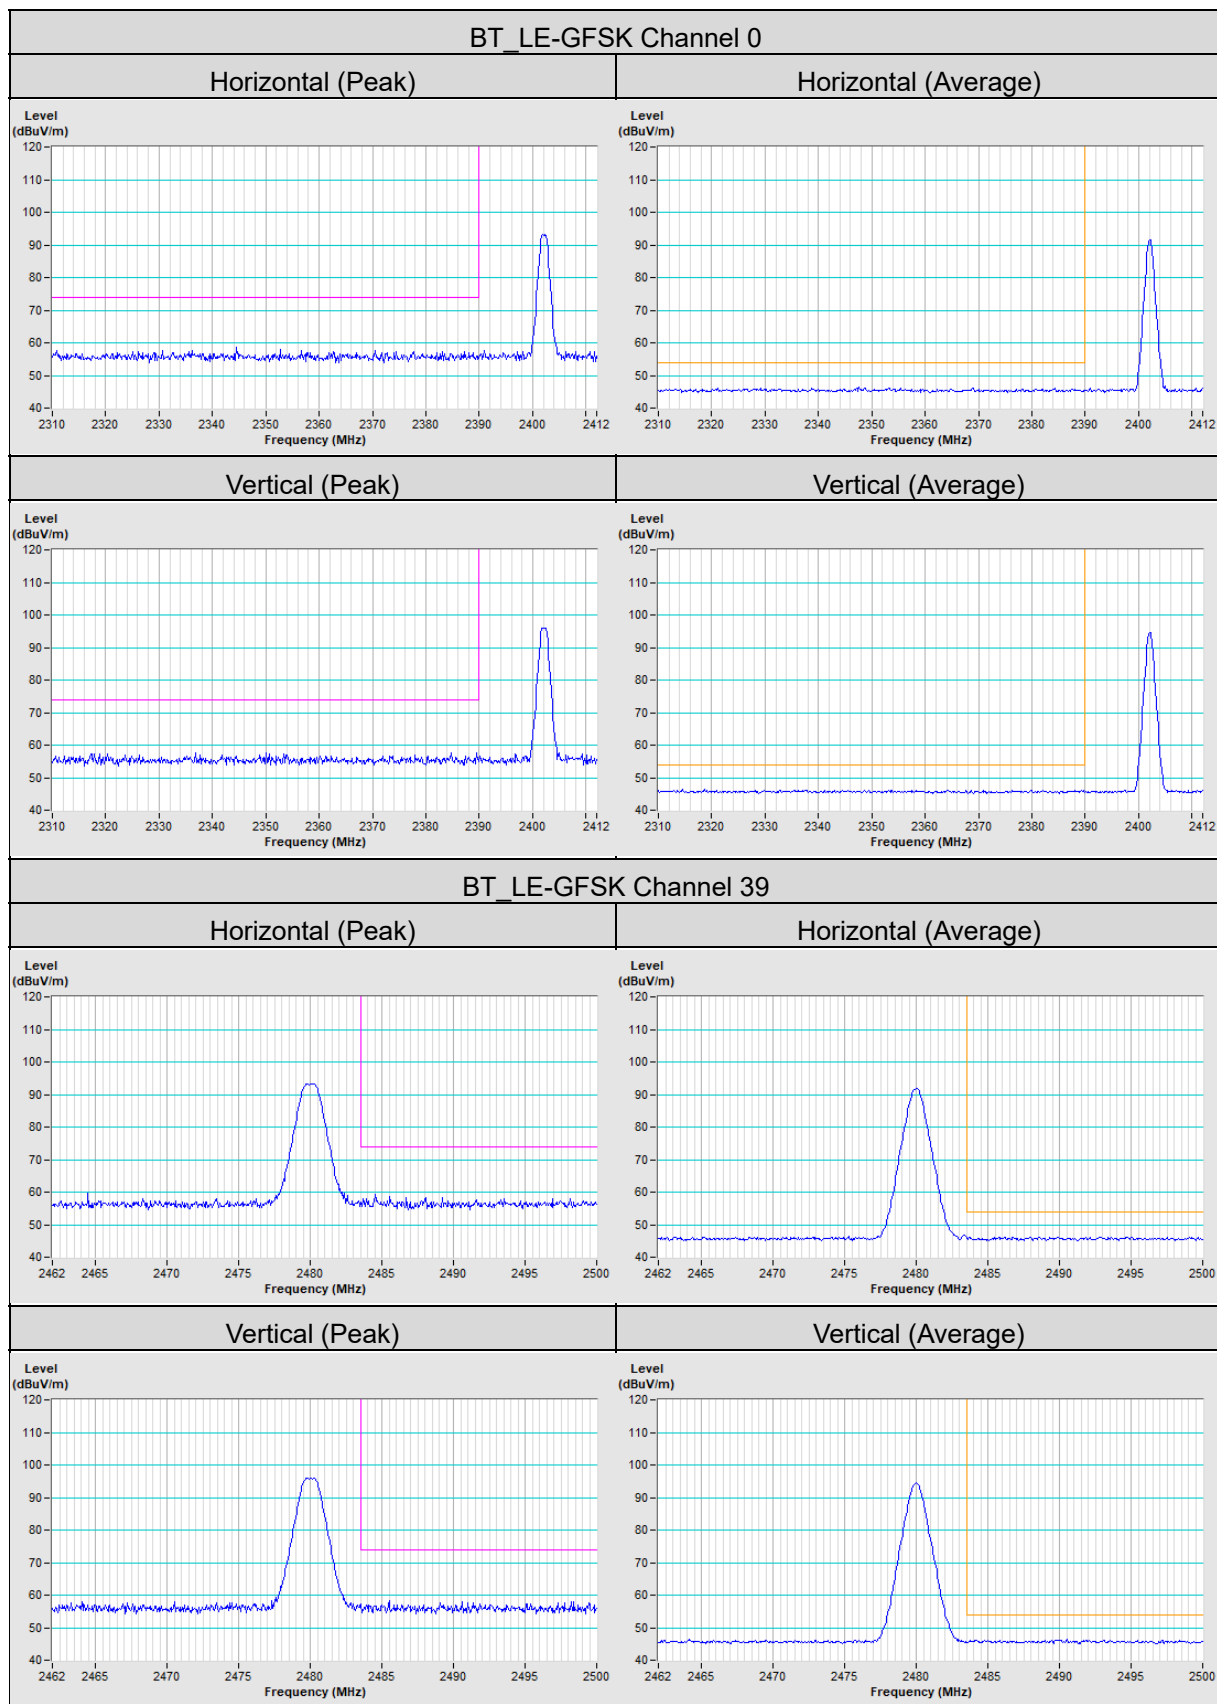 BT_LE-GFSK Channel 0
Horizontal (Peak)
Horizontal (Average)
Level
(dBuV/m)
120
110
100
90
80
70
60
50
40
2310 2320 2330 2340 2350 2360 2370 2380 2390 2400 2412
Frequency (MHz)
Level
(dBuV/m)
120
110
100
90
80
70
60
50
40
2310 2320 2330 2340 2350 2360 2370 2380 2390 2400 2412
Frequency (MHz)
Vertical (Peak)
Vertical (Average)
Level
(dBuV/m)
120
110
100
90
80
70
60
50
40
2310 2320 2330 2340 2350 2360 2370 2380 2390 2400 2412
Frequency (MHz)
Level
(dBuV/m)
120
110
100
90
80
70
60
50
40
2310 2320 2330 2340 2350 2360 2370 2380 2390 2400 2412
Frequency (MHz)
BT_LE-GFSK Channel 39
Horizontal (Peak)
Horizontal (Average)
Level
(dBuV/m)
120
110
100
90
80
70
60
50
40
2462 2465 2470 2475 2480 2485 2490 2495 2500
Frequency (MHz)
Level
(dBuV/m)
120
110
100
90
80
70
60
50
40
2462 2465 2470 2475 2480 2485 2490 2495 2500
Frequency (MHz)
Vertical (Peak)
Vertical (Average)
Level
(dBuV/m)
120
110
100
90
80
70
60
50
40
2462 2465 2470 2475 2480 2485 2490 2495 2500
Frequency (MHz)
Level
(dBuV/m)
120
110
100
90
80
70
60
50
40
2462 2465 2470 2475 2480 2485 2490 2495 2500
Frequency (MHz)